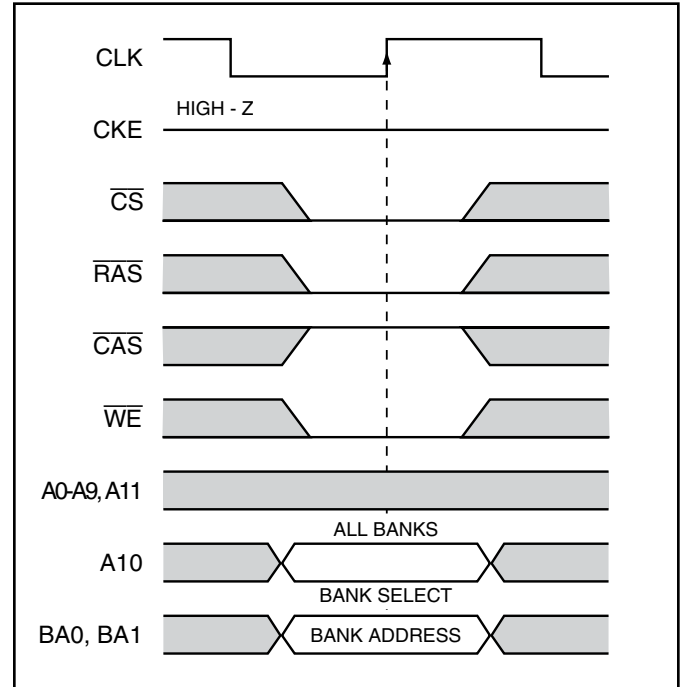 CLK
HIGH - Z
CKE
CS
RAS
CAS
WE
A0-A9, A11
ALL BANKS
A10
BANK SELECT
BA0, BA1
BANK ADDRESS